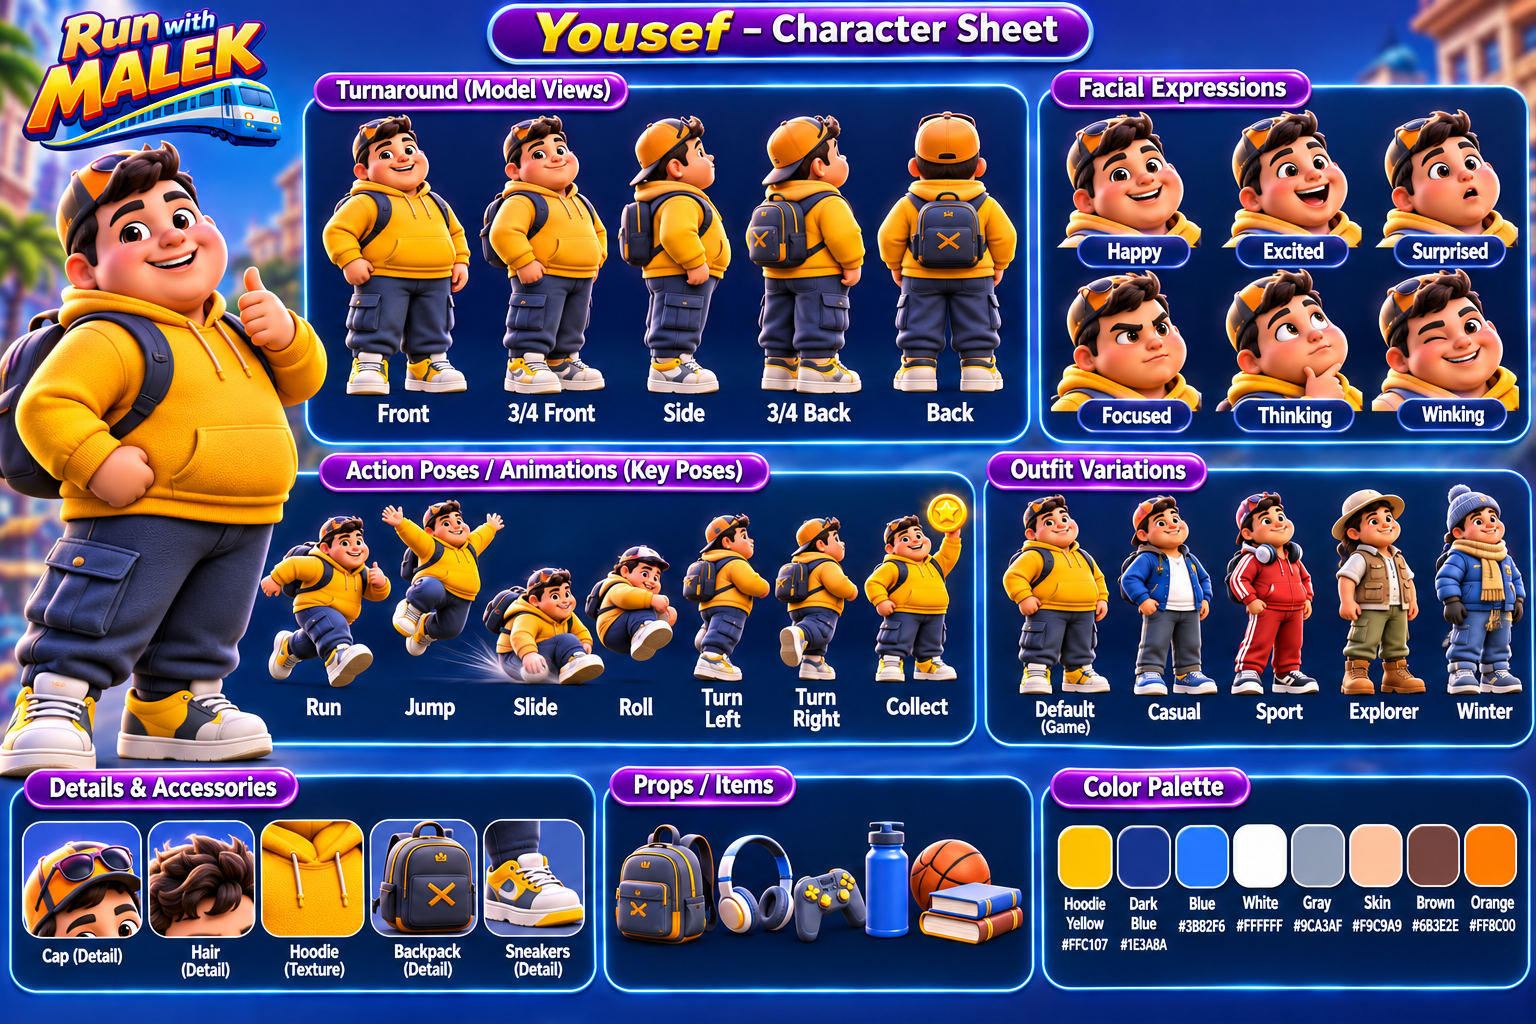 Run with
MALEK
Yousef – Character Sheet
Turnaround (Model Views)
Front
3/4 Front
Side
3/4 Back
Back
Facial Expressions
Happy
Excited
Surprised
Focused
Thinking
Winking
Action Poses / Animations (Key Poses)
Run
Jump
Slide
Roll
Turn
Left
Turn
Right
Collect
Outfit Variations
Default
(Game)
Casual
Sport
Explorer
Winter
Details & Accessories
Cap (Detail)
Hair
(Detail)
Hoodie
(Texture)
Backpack
(Detail)
Sneakers
(Detail)
Props / Items
Color Palette
Hoodie
Yellow
#FFC107
Dark
Blue
#1E3A8A
Blue
#3B82F6
White
#FFFFFF
Gray
#9CA3AF
Skin
#F9C9A9
Brown
#6B3E2E
Orange
#FF8C00